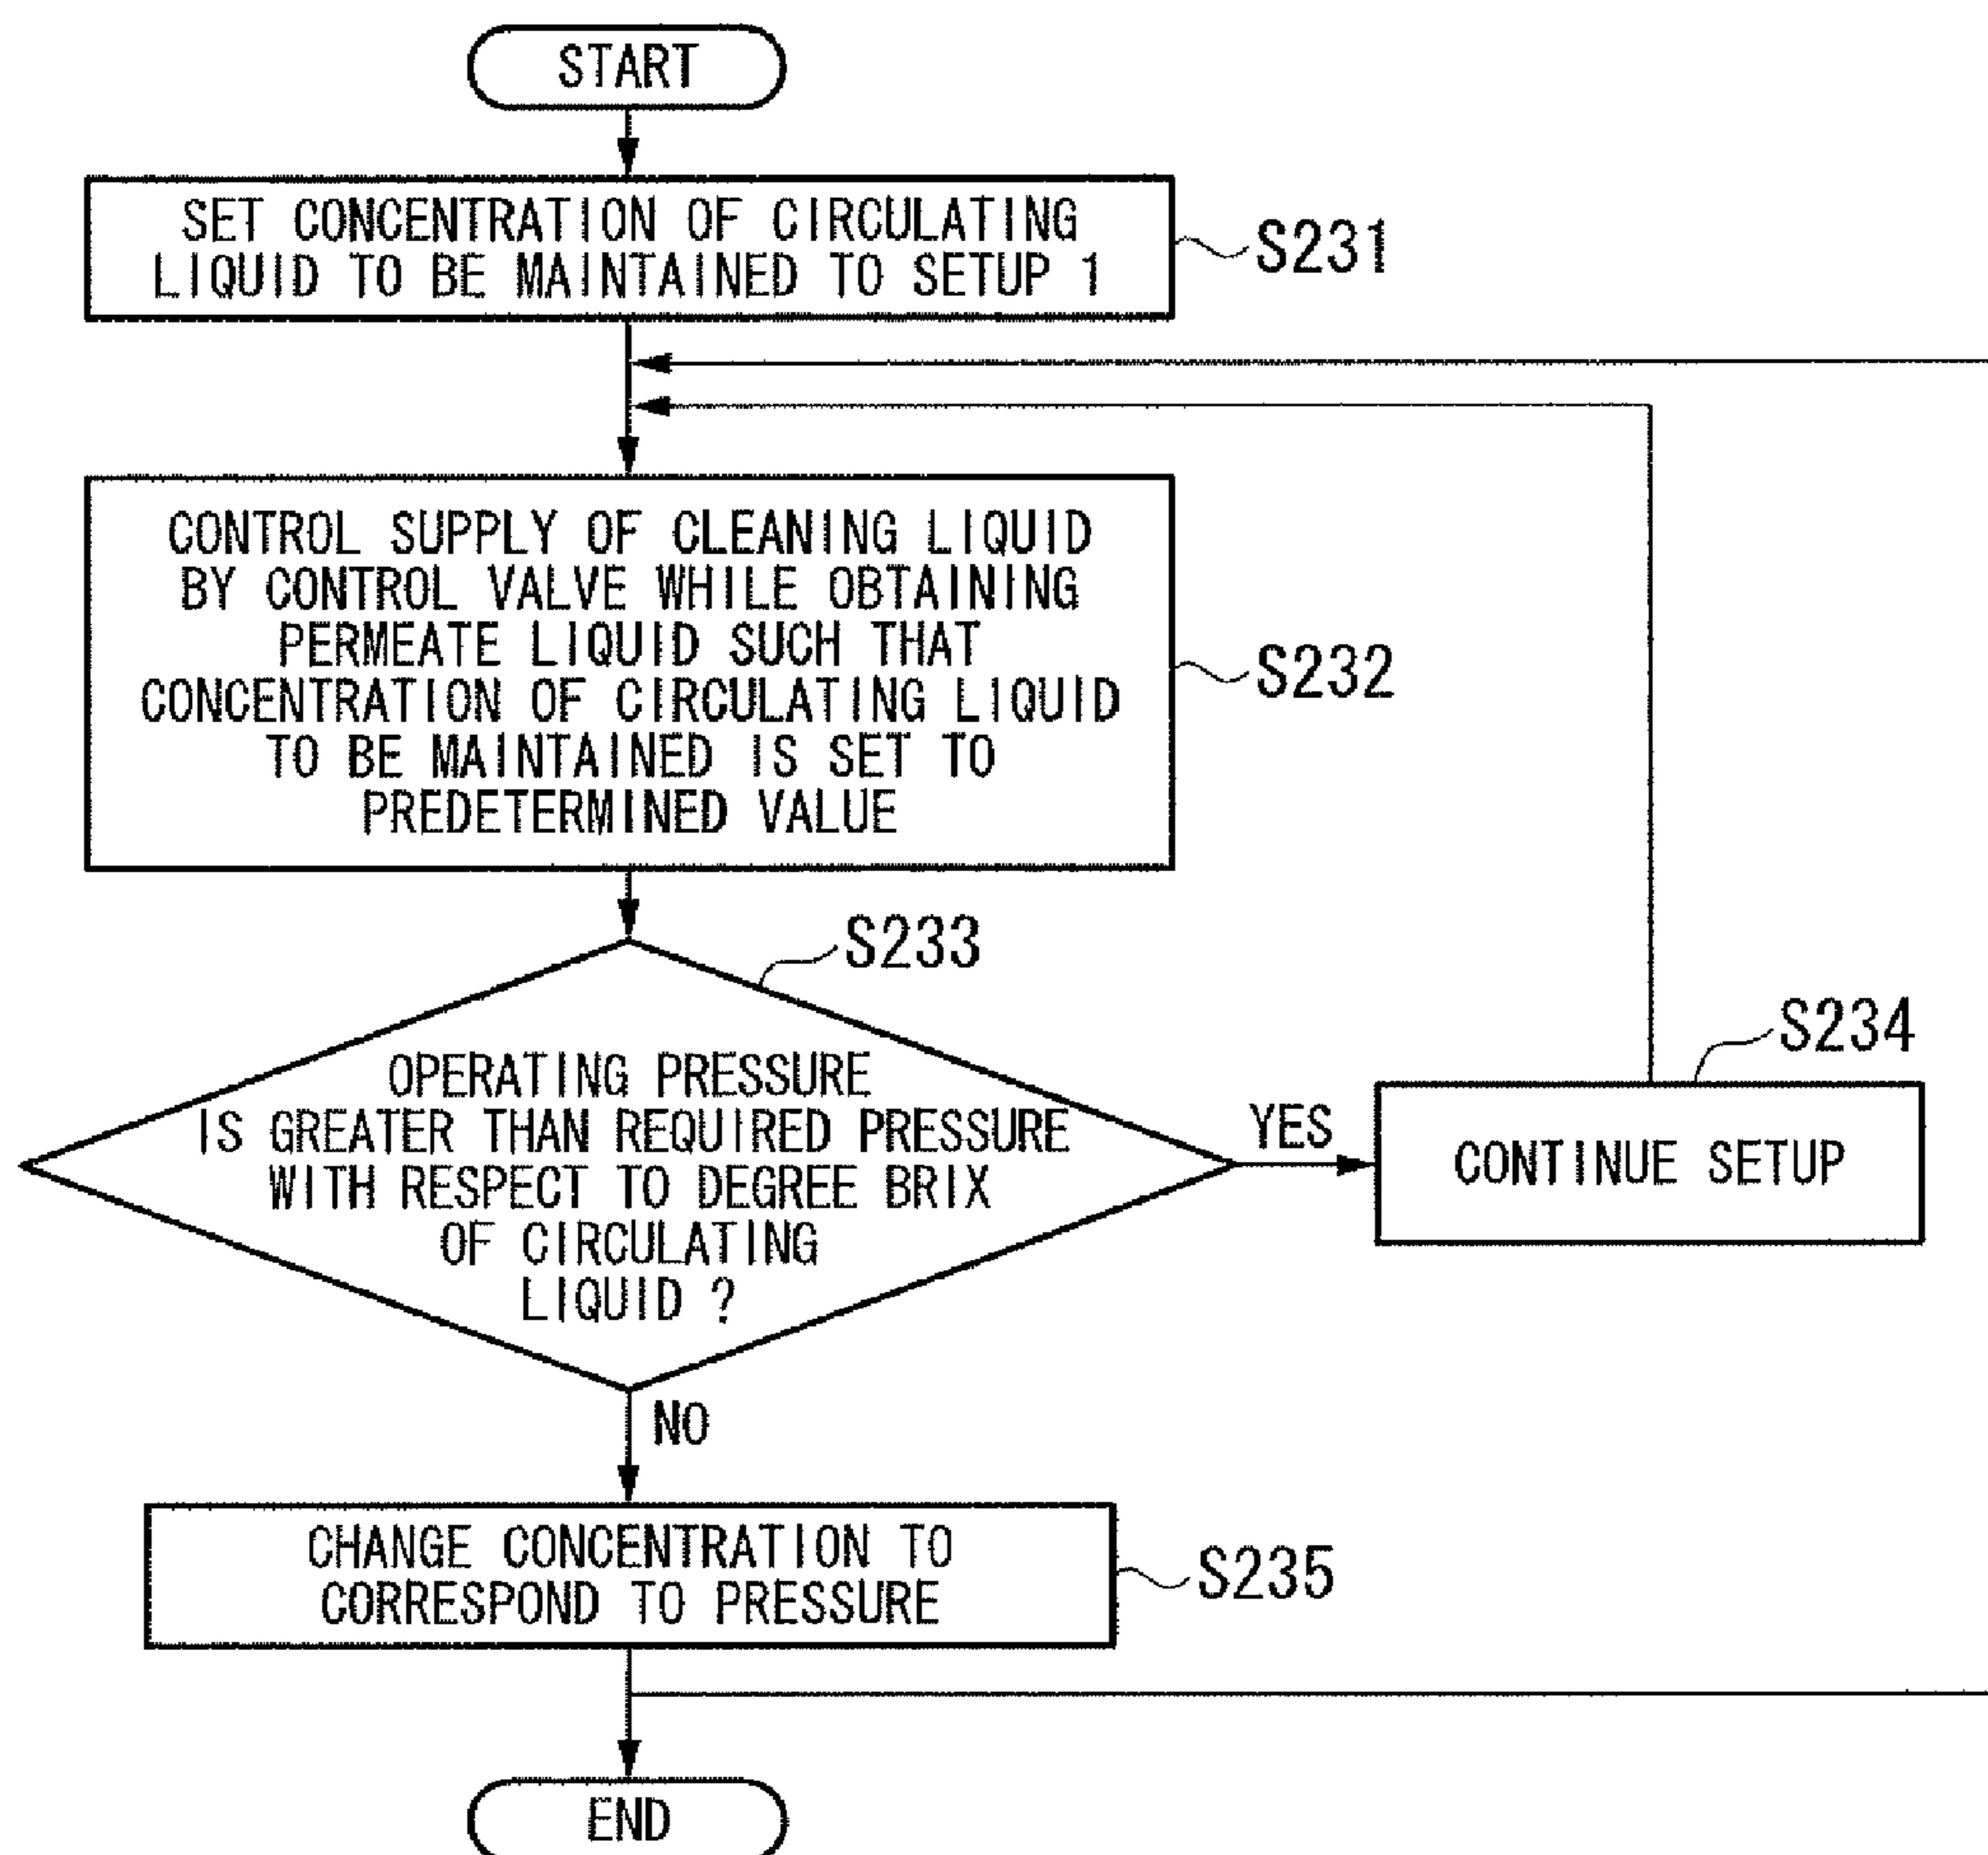 START
SET CONCENTRATION OF CIRCULATING
LIQUID TO BE MAINTAINED TO SETUP 1
S231
CONTROL SUPPLY OF CLEANING LIQUID
BY CONTROL VALVE WHILE OBTAINING
PERMEATE LIQUID SUCH THAT
CONCENTRATION OF CIRCULATING LIQUID
TO BE MAINTAINED IS SET TO
PREDETERMINED VALUE
S232
S233
OPERATING PRESSURE
IS GREATER THAN REQUIRED PRESSURE
WITH RESPECT TO DEGREE BRIX
OF CIRCULATING
LIQUID ?
YES
S234
CONTINUE SETUP
NO
CHANGE CONCENTRATION TO
CORRESPOND TO PRESSURE
S235
END